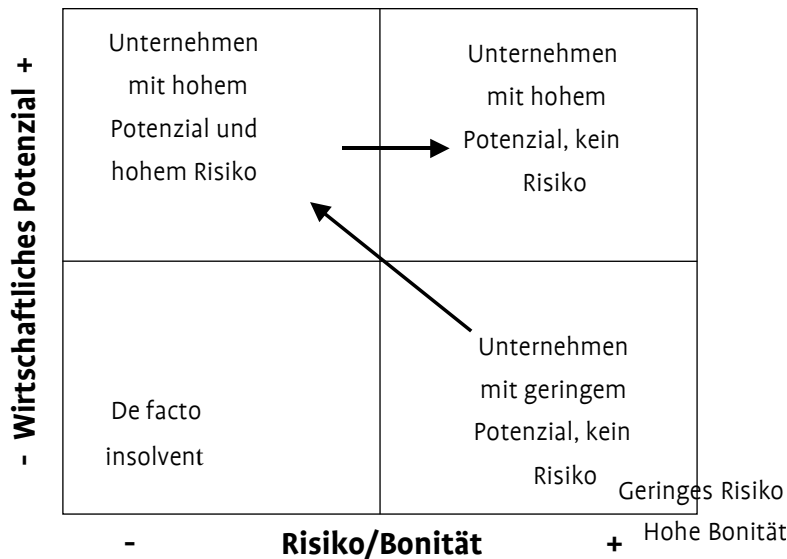 - Wirtschaftliches Potenzial +
Unternehmen
mit hohem
Potenzial und
hohem Risiko
Unternehmen
mit hohem
Potenzial, kein
Risiko
De facto
insolvent
Unternehmen
mit geringem
Potenzial, kein
Risiko
Geringes Risiko
Hohe Bonität
- Risiko/Bonität +